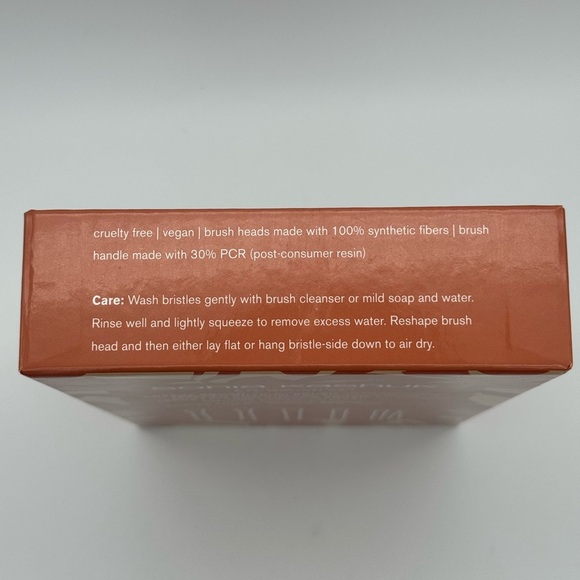 cruelty free | vegan | brush heads made with 100% synthetic fibers | brush
handle made with 30% PCR (post-consumer resin)
Care: Wash bristles gently with brush cleanser or mild soap and water.
Rinse well and lightly squeeze to remove excess water. Reshape brush
head and then either lay flat or hang bristle-side down to air dry.